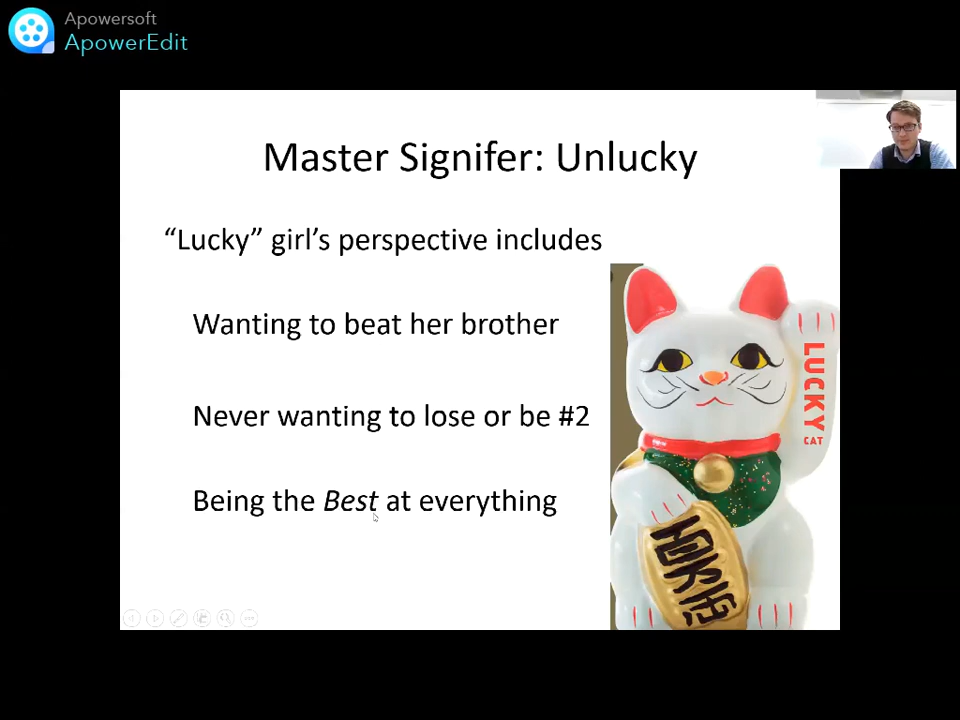 Apowersoft
ApowerEdit
Master Signifer: Unlucky
“Lucky” girl’s perspective includes
Wanting to beat her brother
Never wanting to lose or be #2
Being the Best at everything
LUCKY
CAT